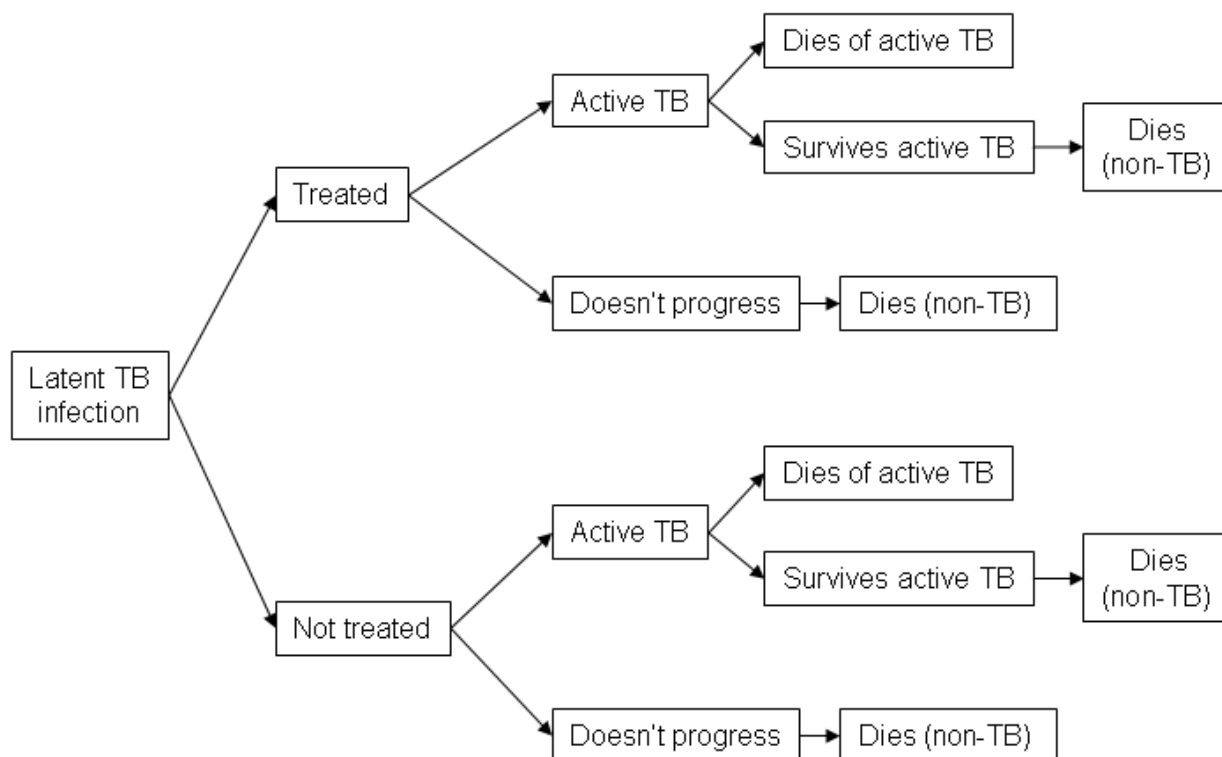 Dies of active TB
Active TB
Survives active TB
Dies
(non-TB)
Treated
Doesn't progress
Dies (non-TB)
Latent TB
infection
Dies of active TB
Active TB
Survives active TB
Dies
(non-TB)
Not treated
Doesn't progress
Dies (non-TB)